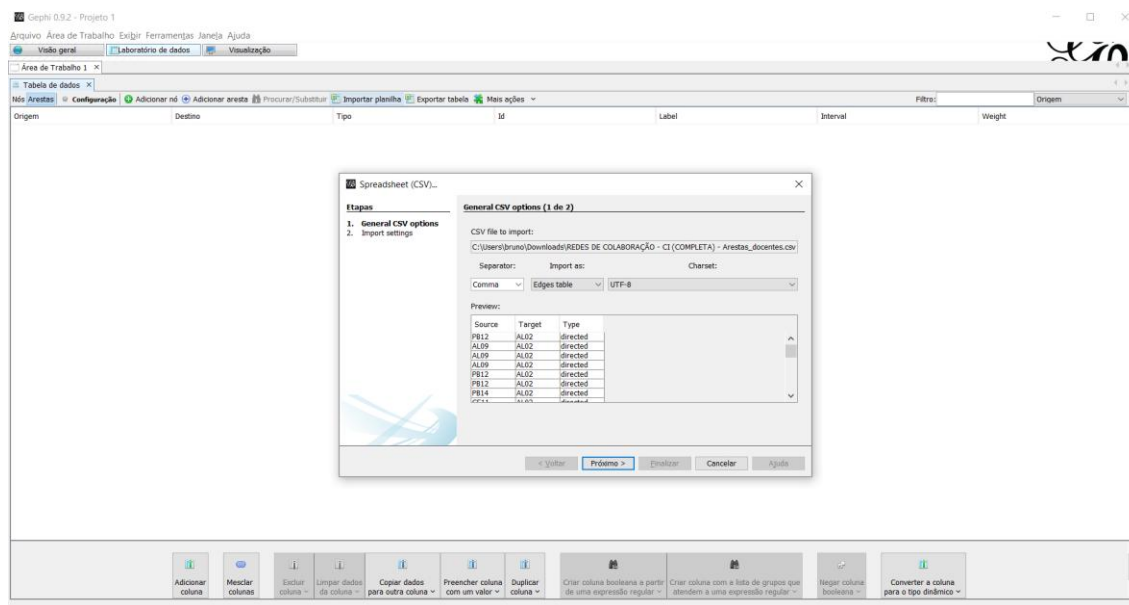 Gephi 0.9.2 - Projeto 1
Arquivo Área de Trabalho Exibir Ferramentas Janela Ajuda
Visão geral Laboratório de dados Visualização
Área de Trabalho 1 ×
Tabela de dados ×
Nós Arestas Configuração Adicionar nó Adicionar aresta Procurar/Substituir Importar planilha Exportar tabela Mais ações Filtro: Origem
Origem Destino Tipo Id Label Interval Weight
Spreadsheet (CSV)...
Etapas
1. General CSV options
2. Import settings
General CSV options (1 de 2)
CSV file to import:
C:\Users\bruno\Downloads\REDES DE COLABORAÇÃO - CI (COMPLETA) - Arestas_docentes.csv
Separator: Import as: Charset:
Comma Edges table UTF-8
Preview:
Source Target Type
PB12 AL02 directed
AL09 AL02 directed
AL09 AL02 directed
AL09 AL02 directed
PB12 AL02 directed
PB12 AL02 directed
PB14 AL02 directed
< Voltar Próximo > Finalizar Cancelar Ajuda
Adicionar coluna
Mesclar colunas
Excluir coluna
Limpar dados da coluna
Copiar dados para outra coluna
Preencher coluna com um valor
Duplicar coluna
Criar coluna booleana a partir de uma expressão regular
Criar coluna com a lista de grupos que atendem a uma expressão regular
Negar coluna booleana
Converter a coluna para o tipo dinâmico